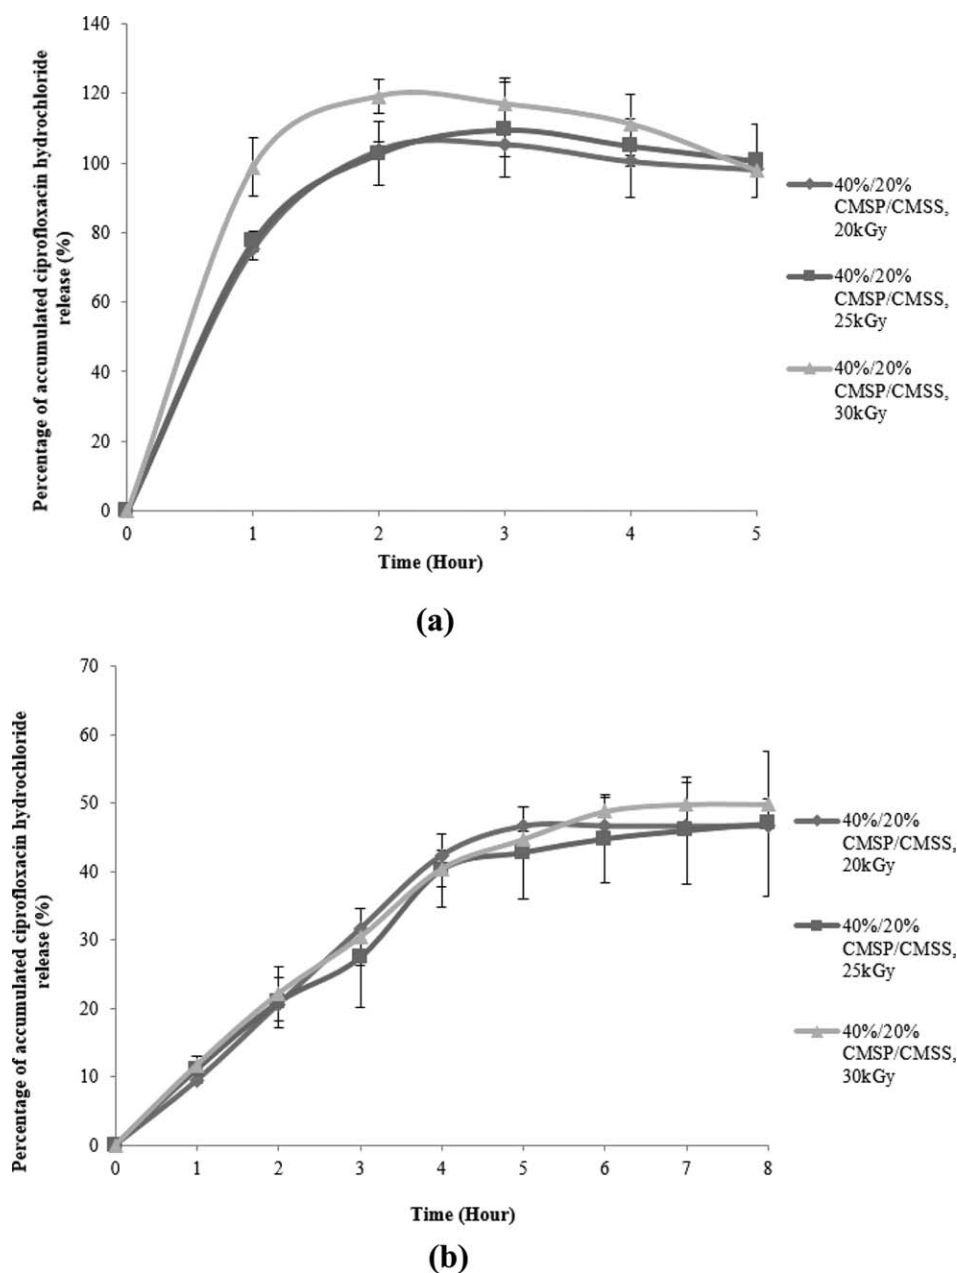 140
120
100
80
60
40
20
0
Percentage of accumulated ciprofloxacin hydrochloride
release (%)
0 1 2 3 4 5
Time (Hour)
40%/20%
CMSP/CMSS,
20kGy
40%/20%
CMSP/CMSS,
25kGy
40%/20%
CMSP/CMSS,
30kGy
(a)
70
60
50
40
30
20
10
0
Percentage of accumulated ciprofloxacin hydrochloride
release (%)
0 1 2 3 4 5 6 7 8
Time (Hour)
40%/20%
CMSP/CMSS,
20kGy
40%/20%
CMSP/CMSS,
25kGy
40%/20%
CMSP/CMSS,
30kGy
(b)